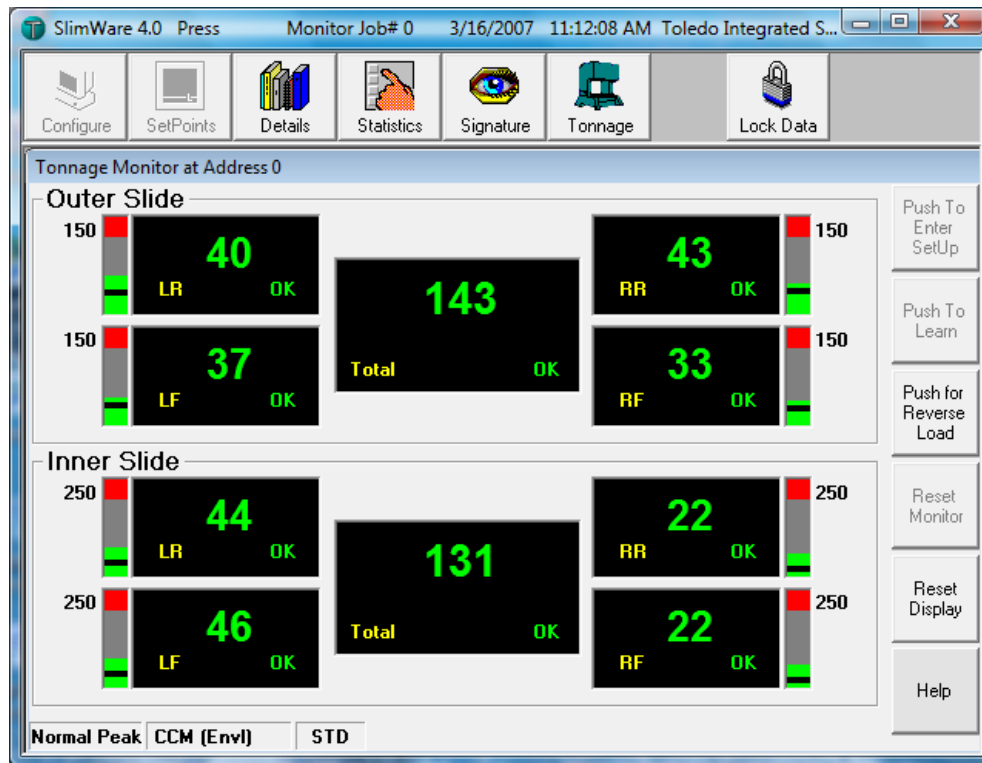 SlimWare 4.0 Press Monitor Job# 0 3/16/2007 11:12:08 AM Toledo Integrated S...
Configure SetPoints Details Statistics Signature Tonnage Lock Data
Tonnage Monitor at Address 0
Outer Slide
150
40
LR OK
143
Total OK
43
RR OK
150
150
37
LF OK
33
RF OK
150
Inner Slide
250
44
LR OK
131
Total OK
22
RR OK
250
250
46
LF OK
22
RF OK
250
Push To
Enter
SetUp
Push To
Learn
Push for
Reverse
Load
Reset
Monitor
Reset
Display
Help
Normal Peak CCM (Envl) STD